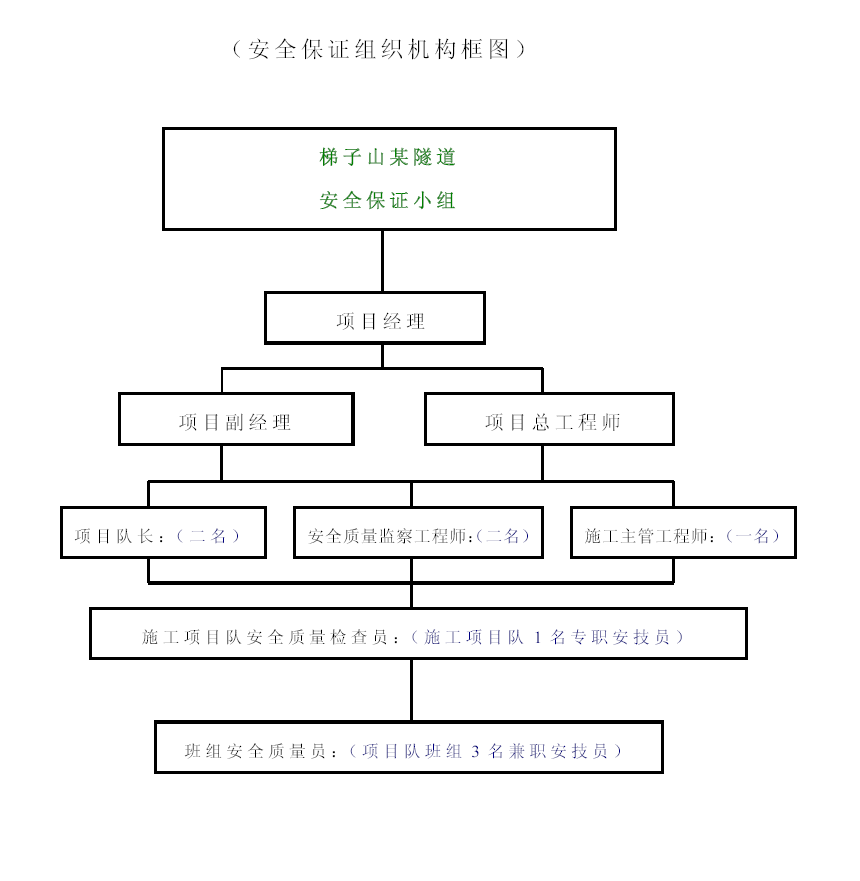 （安全保证组织机构框图）
梯子山某隧道
安全保证小组
项目经理
项目副经理
项目总工程师
项目队长：（二名）
安全质量监察工程师：（二名）
施工主管工程师：（一名）
施工项目队安全质量检查员：（施工项目队 1 名专职安技员）
班组安全质量员：（项目队班组 3 名兼职安技员）